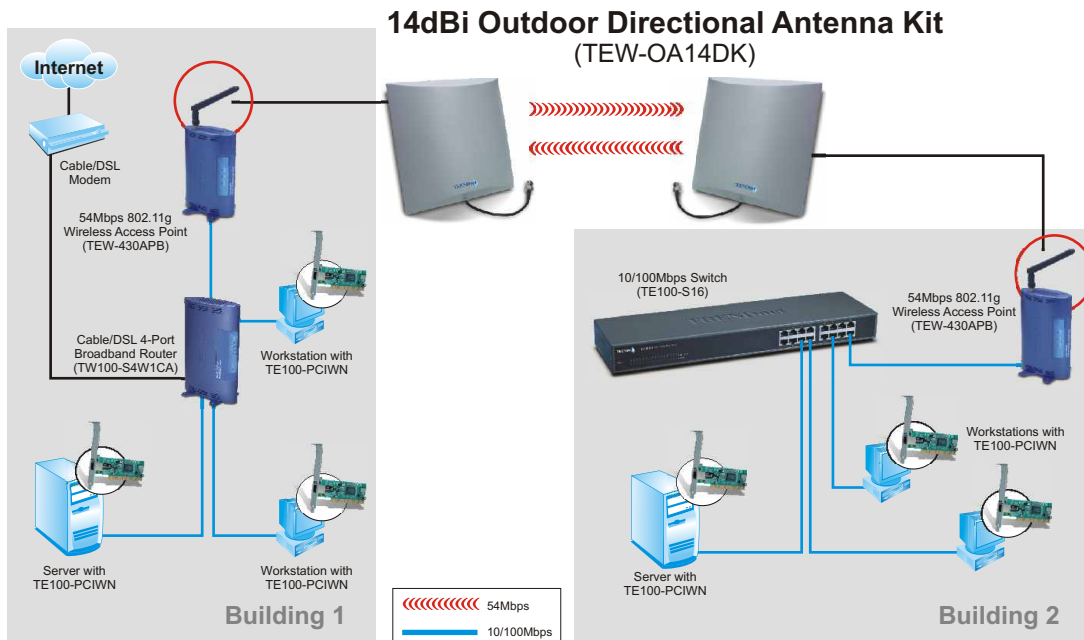 14dBi Outdoor Directional Antenna Kit
(TEW-OA14DK)
Internet
Cable/DSL
Modem
54Mbps 802.11g
Wireless Access Point
(TEW-430APB)
Cable/DSL 4-Port
Broadband Router
(TW100-S4W1CA)
Workstation with
TE100-PCIWN
Server with
TE100-PCIWN
Workstation with
TE100-PCIWN
Building 1
54Mbps
10/100Mbps
10/100Mbps Switch
(TE100-S16)
TRENDnet
54Mbps 802.11g
Wireless Access Point
(TEW-430APB)
Workstations with
TE100-PCIWN
Server with
TE100-PCIWN
Building 2